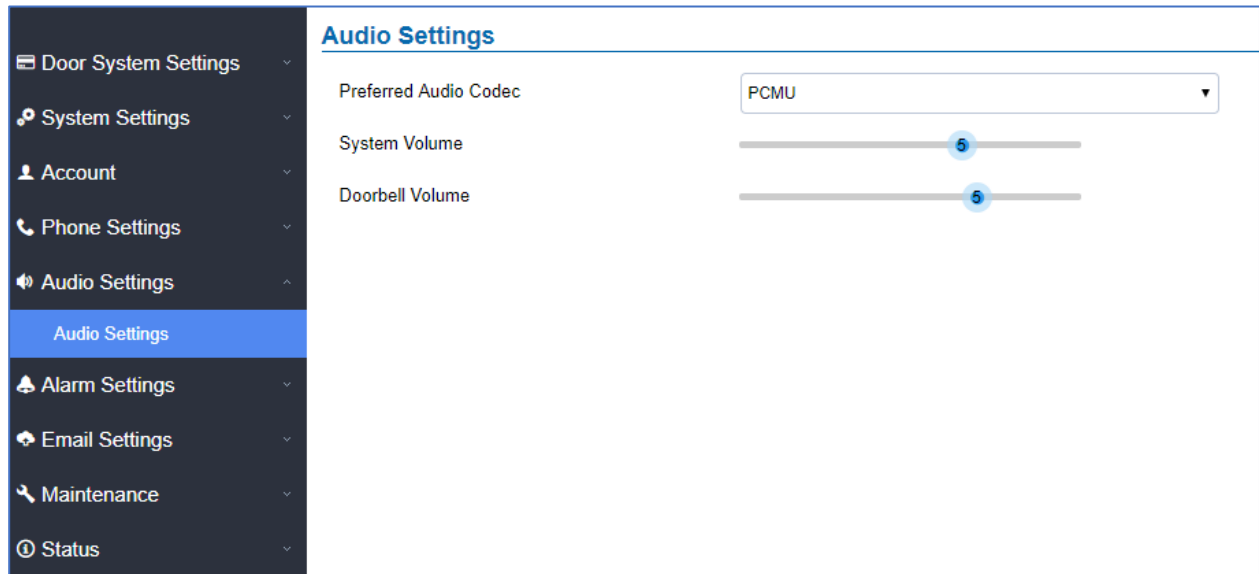 Door System Settings
System Settings
Account
Phone Settings
Audio Settings
Audio Settings
Alarm Settings
Email Settings
Maintenance
Status
Audio Settings
Preferred Audio Codec
PCMU
System Volume
5
Doorbell Volume
5